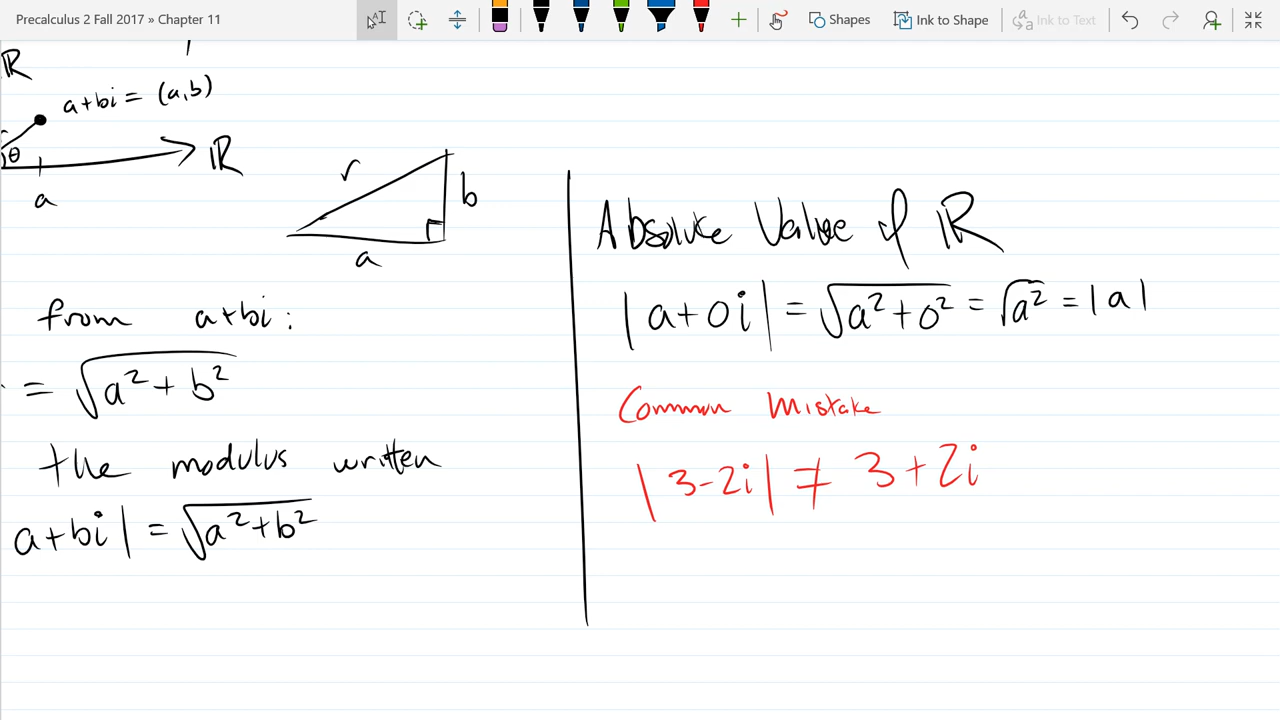 Precalculus 2 Fall 2017 » Chapter 11
Shapes
Ink to Shape
Ink to Text
ℝ
a+bi = (a,b)
θ
ℝ
a
r
b
a
from a+bi:
= √(a² + b²)
the modulus written
a+bi| = √(a²+b²)
Absolute Value of ℝ
|a+0i| = √(a²+0²) = √(a²) = |a|
Common Mistake
|3-2i| ≠ 3+2i